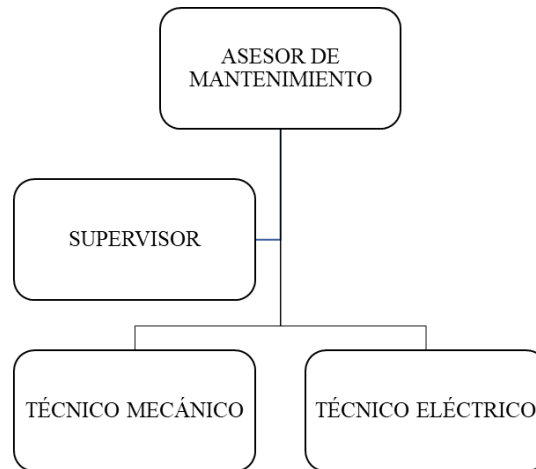 ASESOR DE
MANTENIMIENTO
SUPERVISOR
TÉCNICO MECÁNICO
TÉCNICO ELÉCTRICO